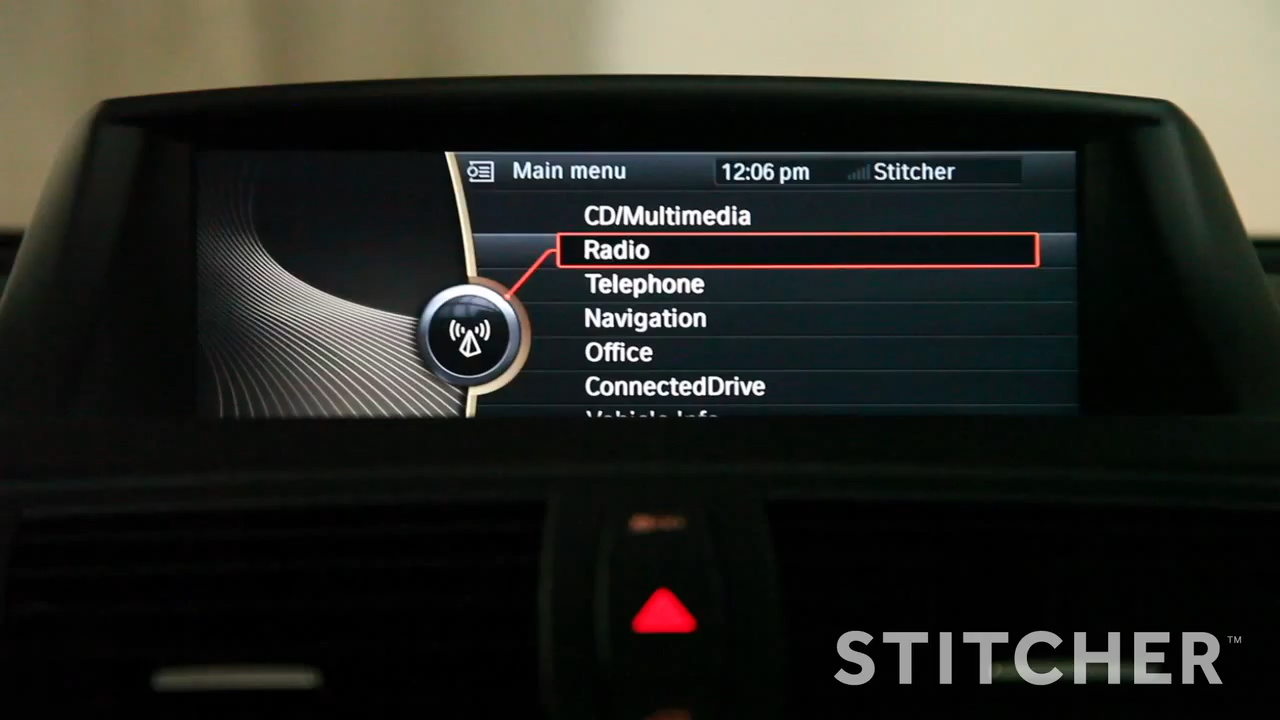 Main menu 12:06 pm Stitcher
CD/Multimedia
Radio
Telephone
Navigation
Office
ConnectedDrive
STITCHER™